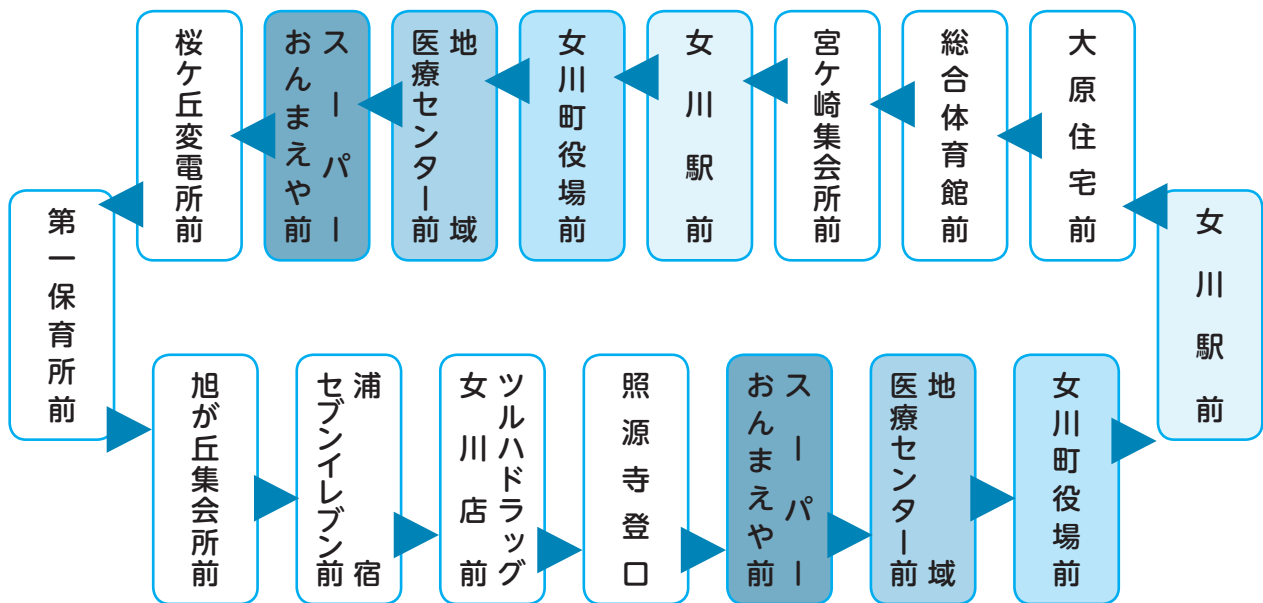 女川駅前
大原住宅前
総合体育館前
宮ケ崎集会所前
女川駅前
女川町役場前
地域
医療センター前
スーパー
おんまえや前
桜ケ丘変電所前
第一保育所前
旭が丘集会所前
浦宿
セブンイレブン前
ツルハドラッグ
女川店前
照源寺登口
スーパー
おんまえや前
地域
医療センター前
女川町役場前